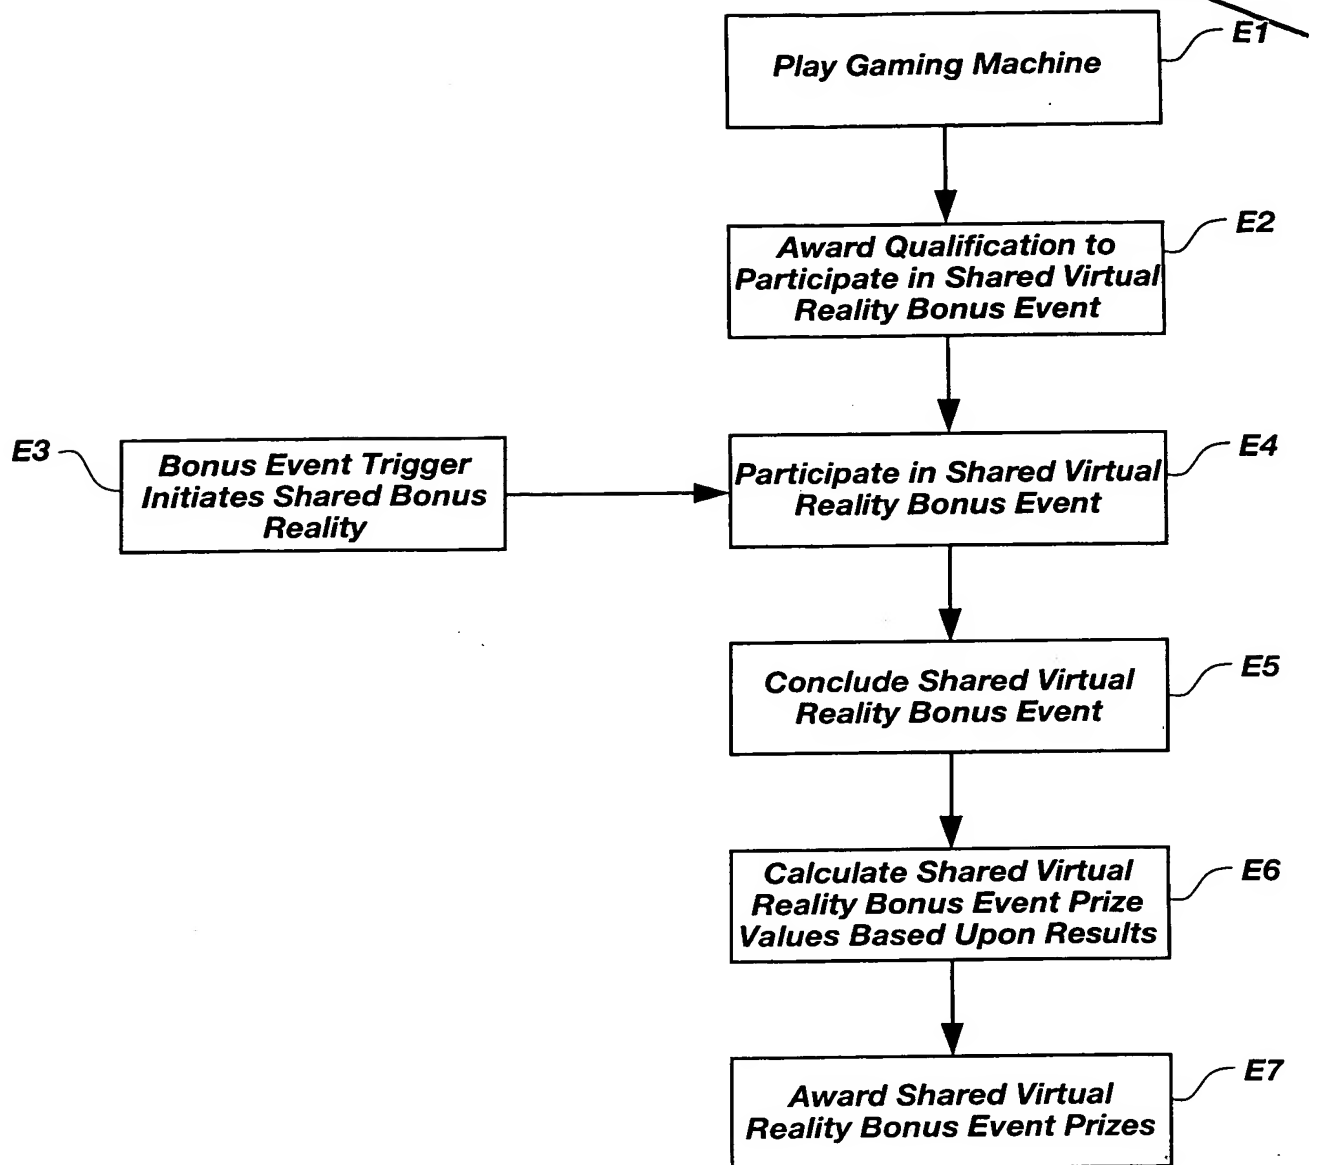 Play Gaming Machine
E1
Award Qualification to
Participate in Shared Virtual
Reality Bonus Event
E2
E3
Bonus Event Trigger
Initiates Shared Bonus
Reality
Participate in Shared Virtual
Reality Bonus Event
E4
Conclude Shared Virtual
Reality Bonus Event
E5
Calculate Shared Virtual
Reality Bonus Event Prize
Values Based Upon Results
E6
Award Shared Virtual
Reality Bonus Event Prizes
E7